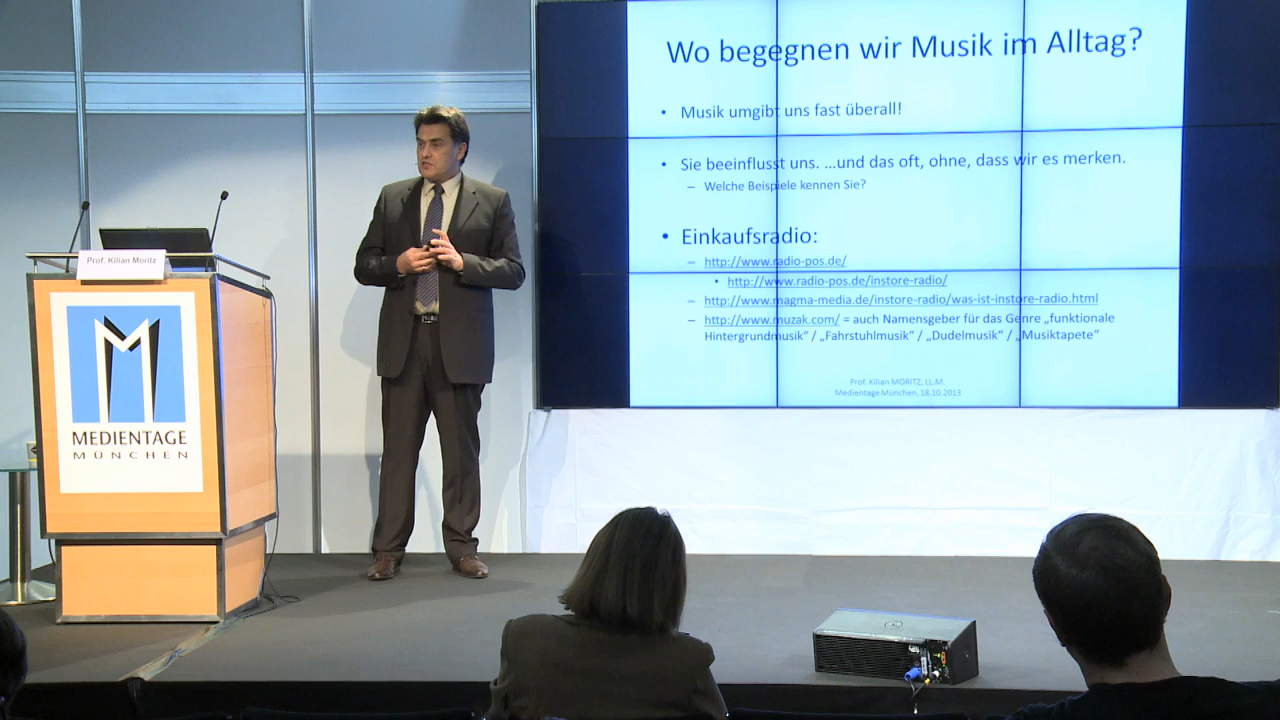 Wo begegnen wir Musik im Alltag?
• Musik umgibt uns fast überall!
• Sie beeinflusst uns. ...und das oft, ohne, dass wir es merken.
– Welche Beispiele kennen Sie?
• Einkaufsradio:
– http://www.radio-pos.de/
• http://www.radio-pos.de/instore-radio/
– http://www.magma-media.de/instore-radio/was-ist-instore-radio.html
– http://www.muzak.com/ = auch Namensgeber für das Genre „funktionale
Hintergrundmusik“ / „Fahrstuhlmusik“ / „Dudelmusik“ / „Musiktapete“
Prof. Kilian MORITZ, LL.M.
Medientage München, 18.10.2013
Prof. Kilian Moritz
MEDIENTAGE
MÜNCHEN